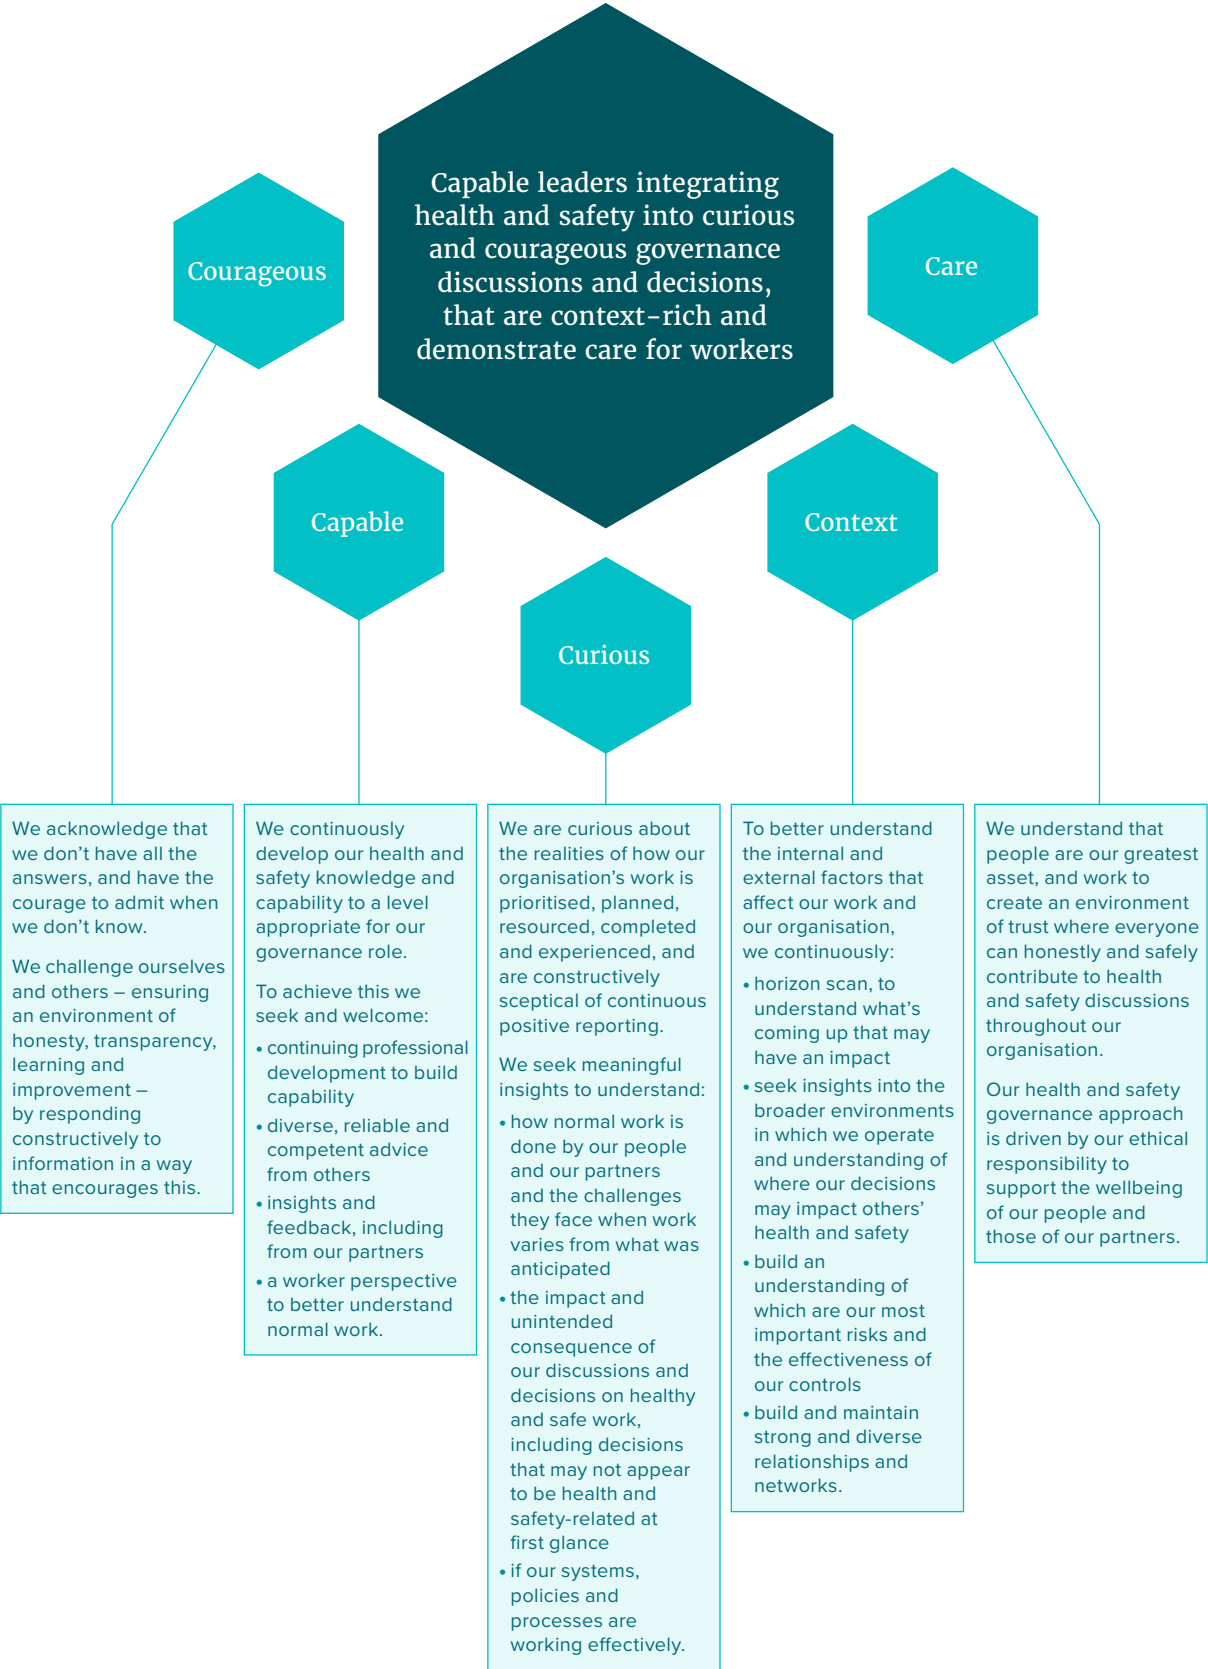 Capable leaders integrating
health and safety into curious
and courageous governance
discussions and decisions,
that are context-rich and
demonstrate care for workers
Courageous
Care
Capable
Context
Curious
We acknowledge that
we don't have all the
answers, and have the
courage to admit when
we don't know.
We challenge ourselves
and others – ensuring
an environment of
honesty, transparency,
learning and
improvement –
by responding
constructively to
information in a way
that encourages this.
We continuously
develop our health and
safety knowledge and
capability to a level
appropriate for our
governance role.
To achieve this we
seek and welcome:
• continuing professional
development to build
capability
• diverse, reliable and
competent advice
from others
• insights and
feedback, including
from our partners
• a worker perspective
to better understand
normal work.
We are curious about
the realities of how our
organisation's work is
prioritised, planned,
resourced, completed
and experienced, and
are constructively
sceptical of continuous
positive reporting.
We seek meaningful
insights to understand:
• how normal work is
done by our people
and our partners
and the challenges
they face when work
varies from what was
anticipated
• the impact and
unintended
consequence of
our discussions and
decisions on healthy
and safe work,
including decisions
that may not appear
to be health and
safety-related at
first glance
• if our systems,
policies and
processes are
working effectively.
To better understand
the internal and
external factors that
affect our work and
our organisation,
we continuously:
• horizon scan, to
understand what's
coming up that may
have an impact
• seek insights into the
broader environments
in which we operate
and understanding of
where our decisions
may impact others'
health and safety
• build an
understanding of
which are our most
important risks and
the effectiveness of
our controls
• build and maintain
strong and diverse
relationships and
networks.
We understand that
people are our greatest
asset, and work to
create an environment
of trust where everyone
can honestly and safely
contribute to health
and safety discussions
throughout our
organisation.
Our health and safety
governance approach
is driven by our ethical
responsibility to
support the wellbeing
of our people and
those of our partners.